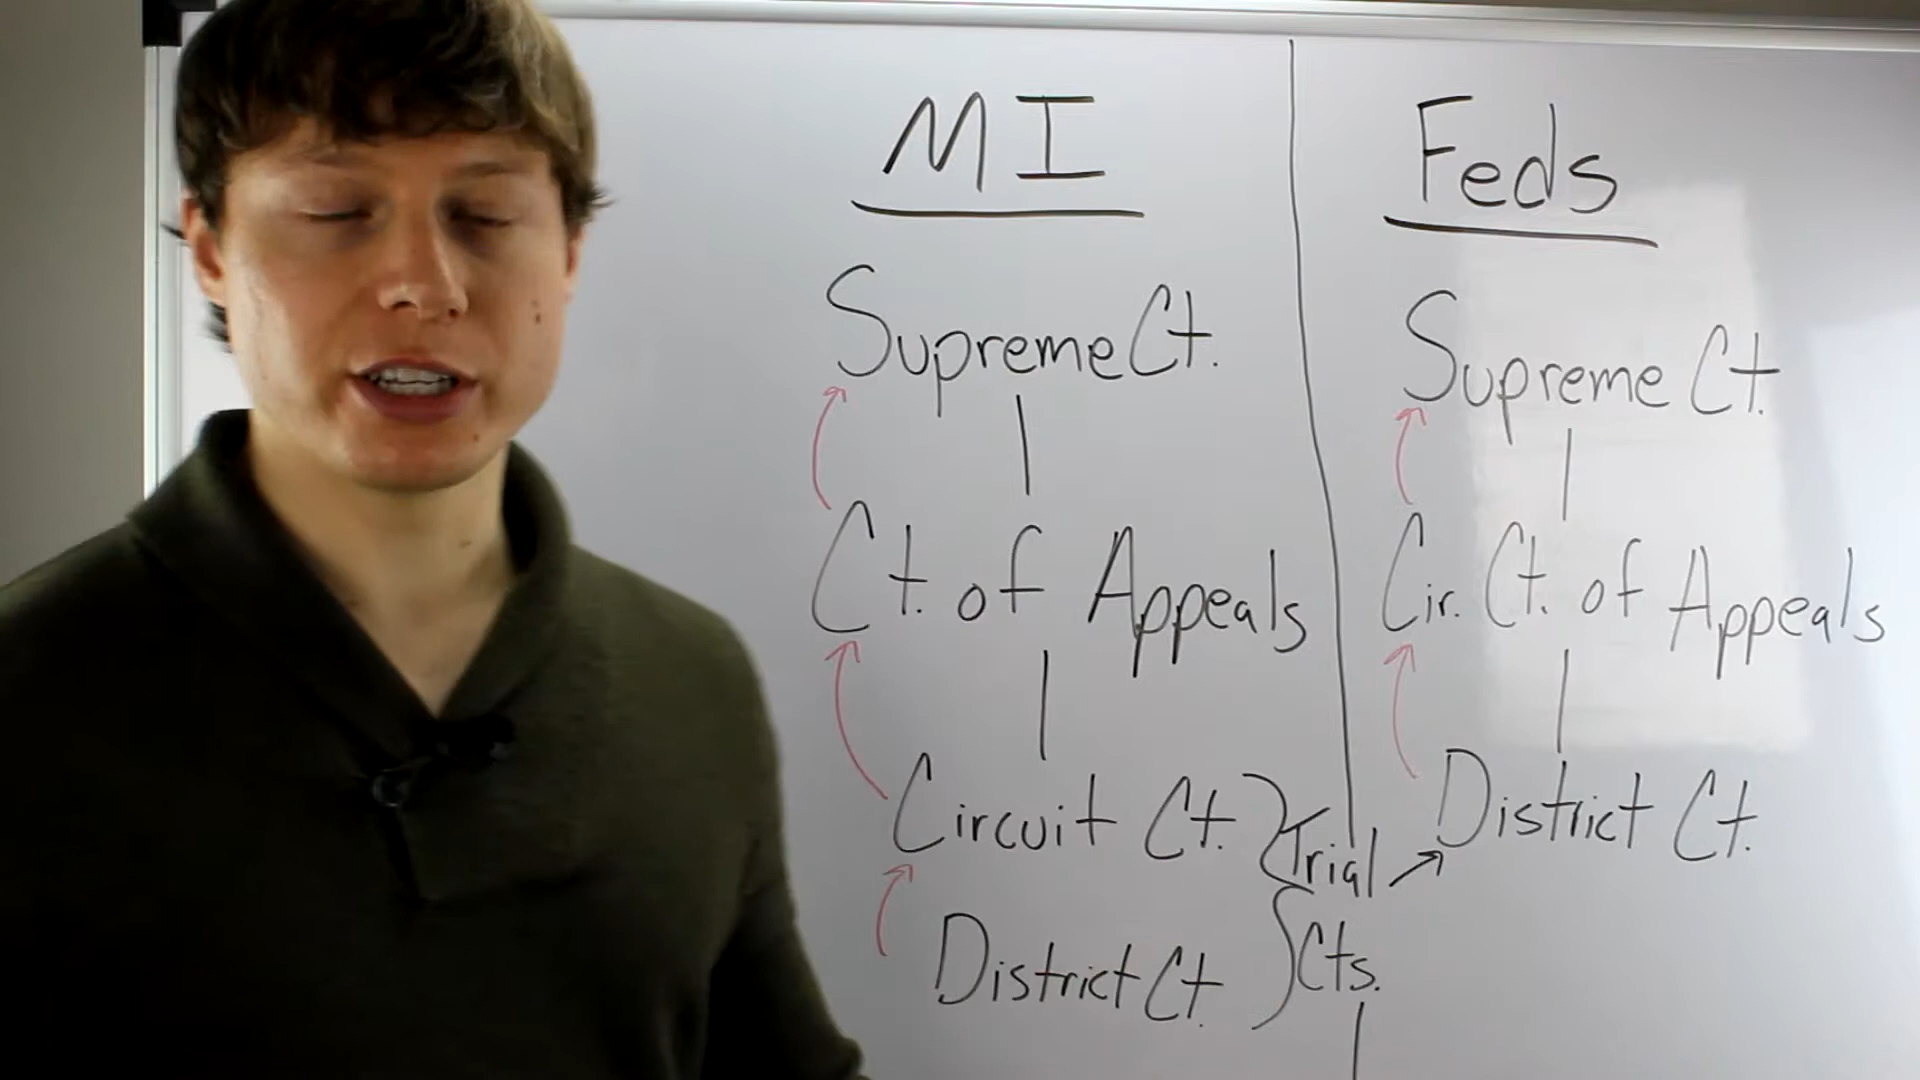 MI
Supreme Ct.
Ct. of Appeals
Circuit Ct.
District Ct.
Trial
Cts.
Feds
Supreme Ct.
Cir. Ct. of Appeals
District Ct.